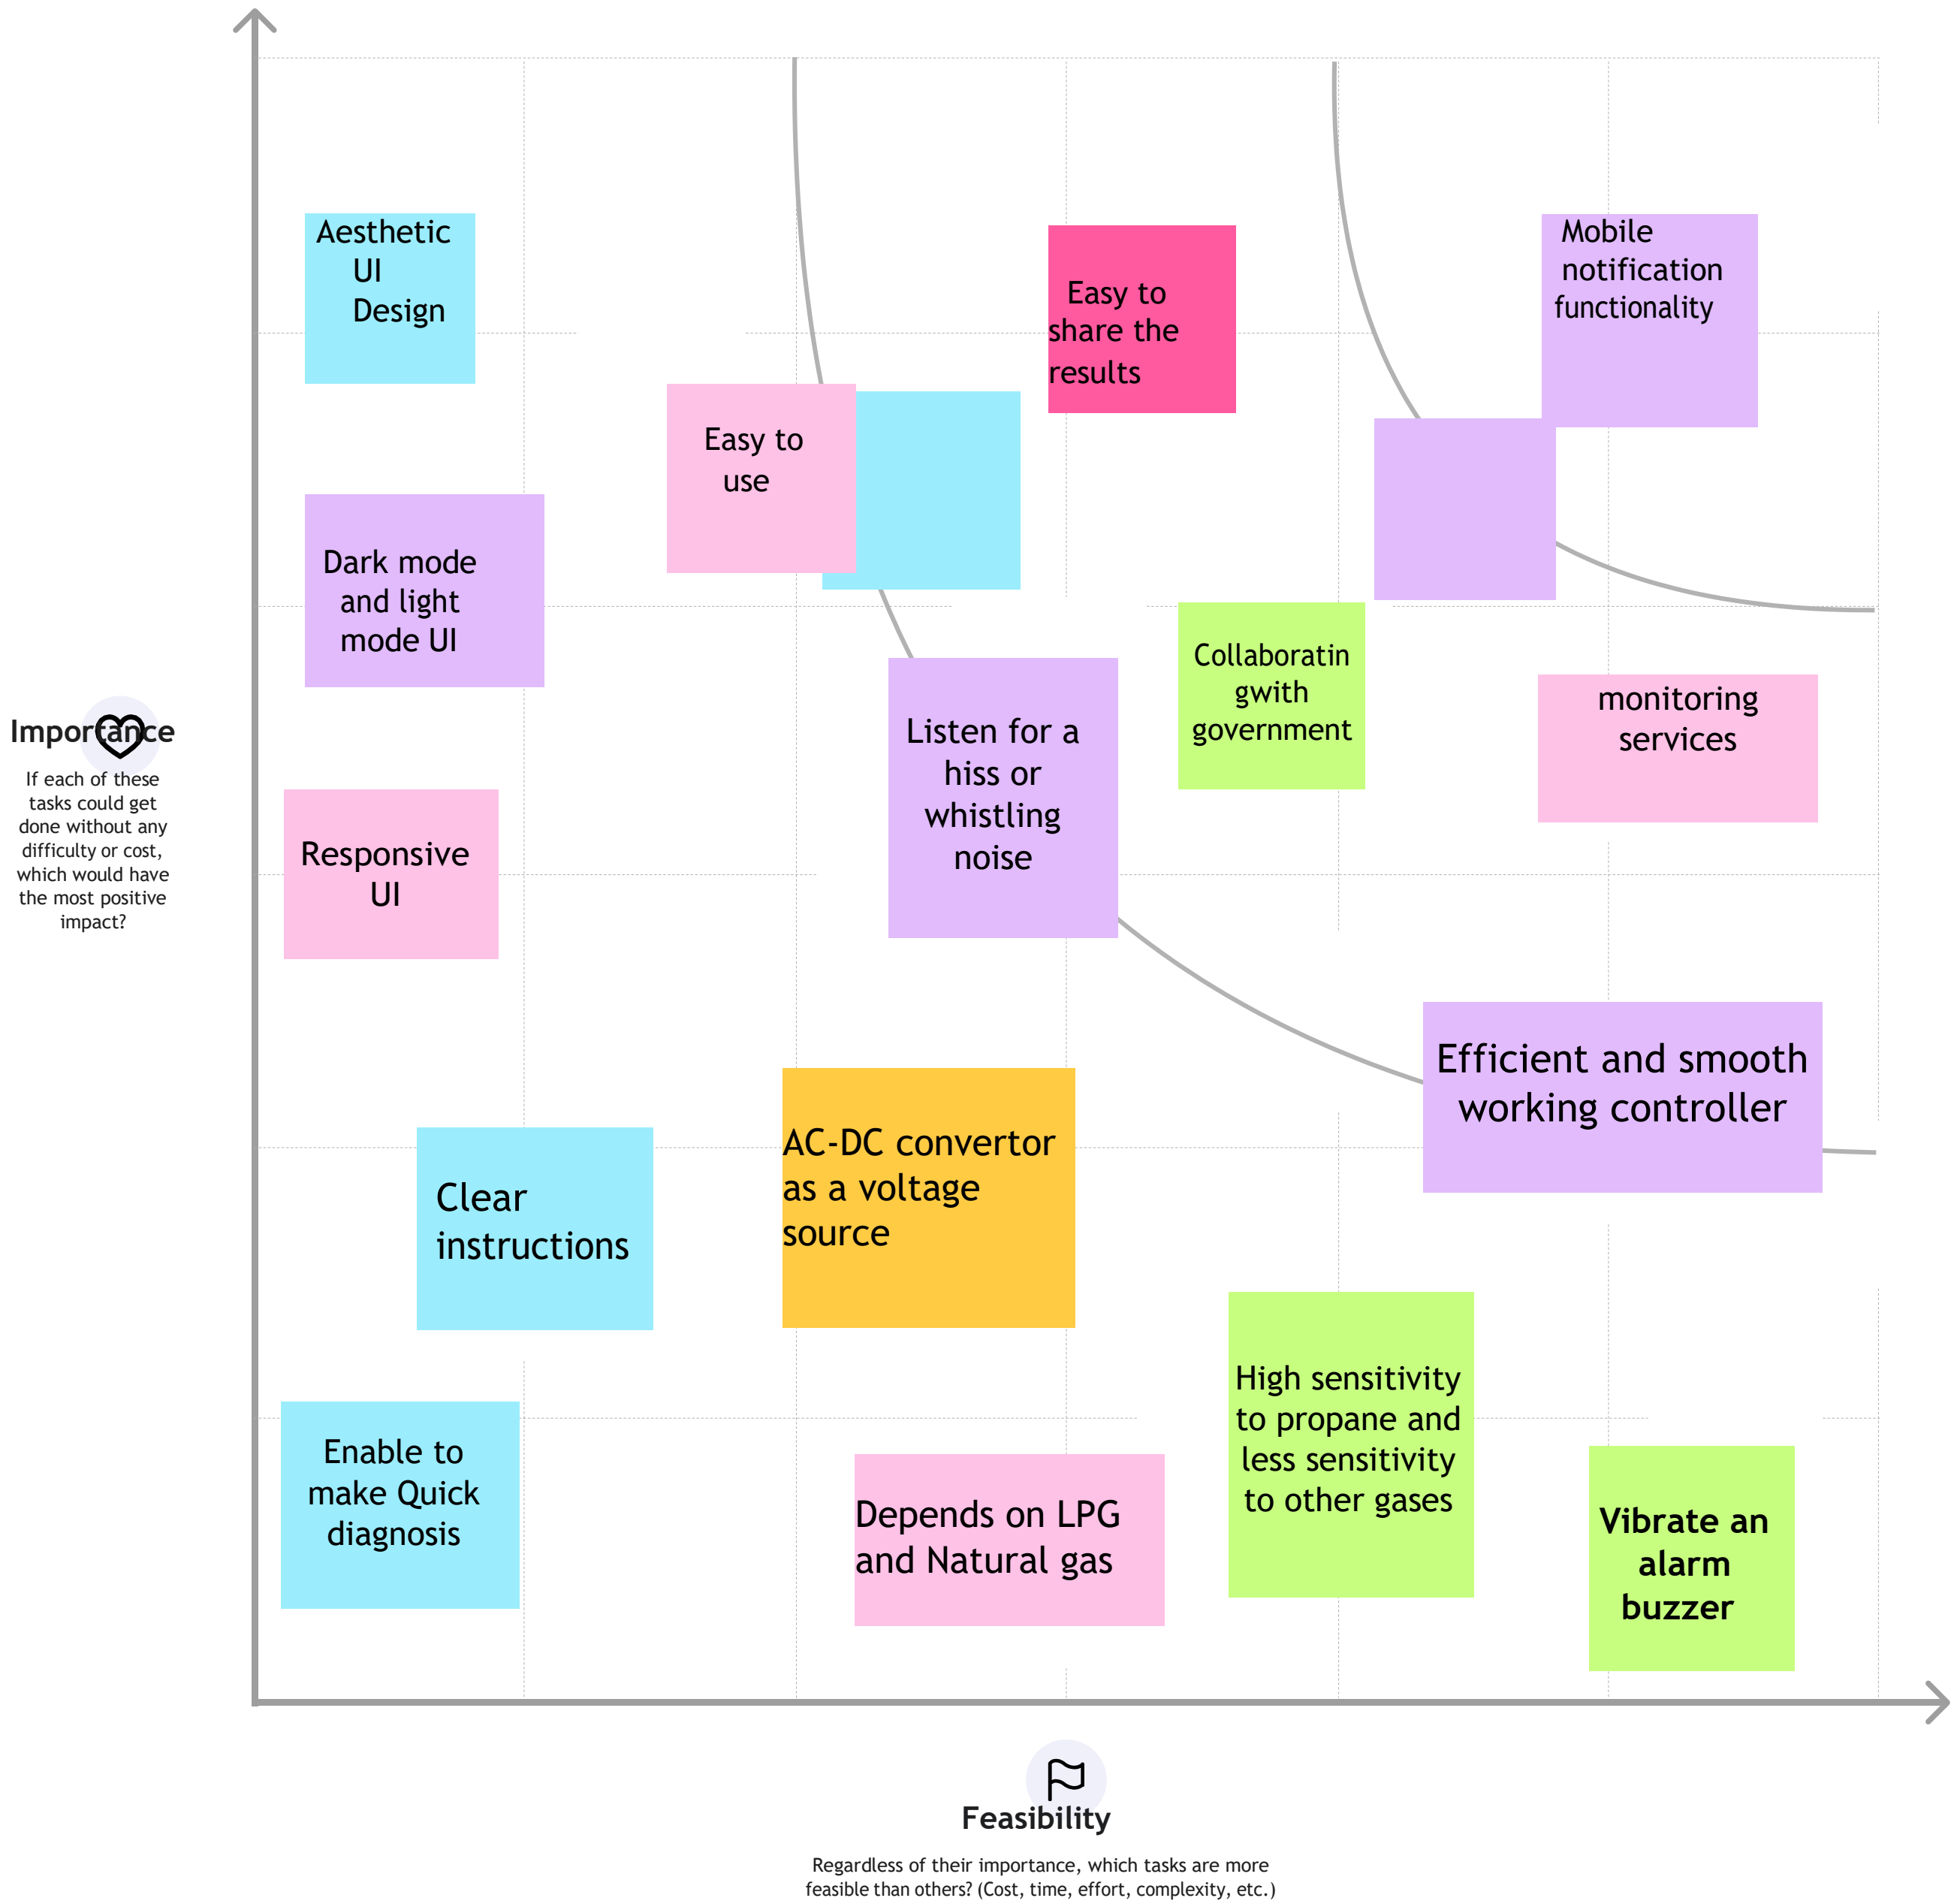 Aesthetic
UI
Design
Mobile
notification
functionality
Easy to
share the
results
Easy to
use
Dark mode
and light
mode UI
Collaboratin
gwith
government
monitoring
services
Listen for a
hiss or
whistling
noise
Importance
If each of these
tasks could get
done without any
difficulty or cost,
which would have
the most positive
impact?
Responsive
UI
Efficient and smooth
working controller
AC-DC convertor
as a voltage
source
Clear
instructions
High sensitivity
to propane and
less sensitivity
to other gases
Enable to
make Quick
diagnosis
Depends on LPG
and Natural gas
Vibrate an
alarm
buzzer
Feasibility
Regardless of their importance, which tasks are more
feasible than others? (Cost, time, effort, complexity, etc.)